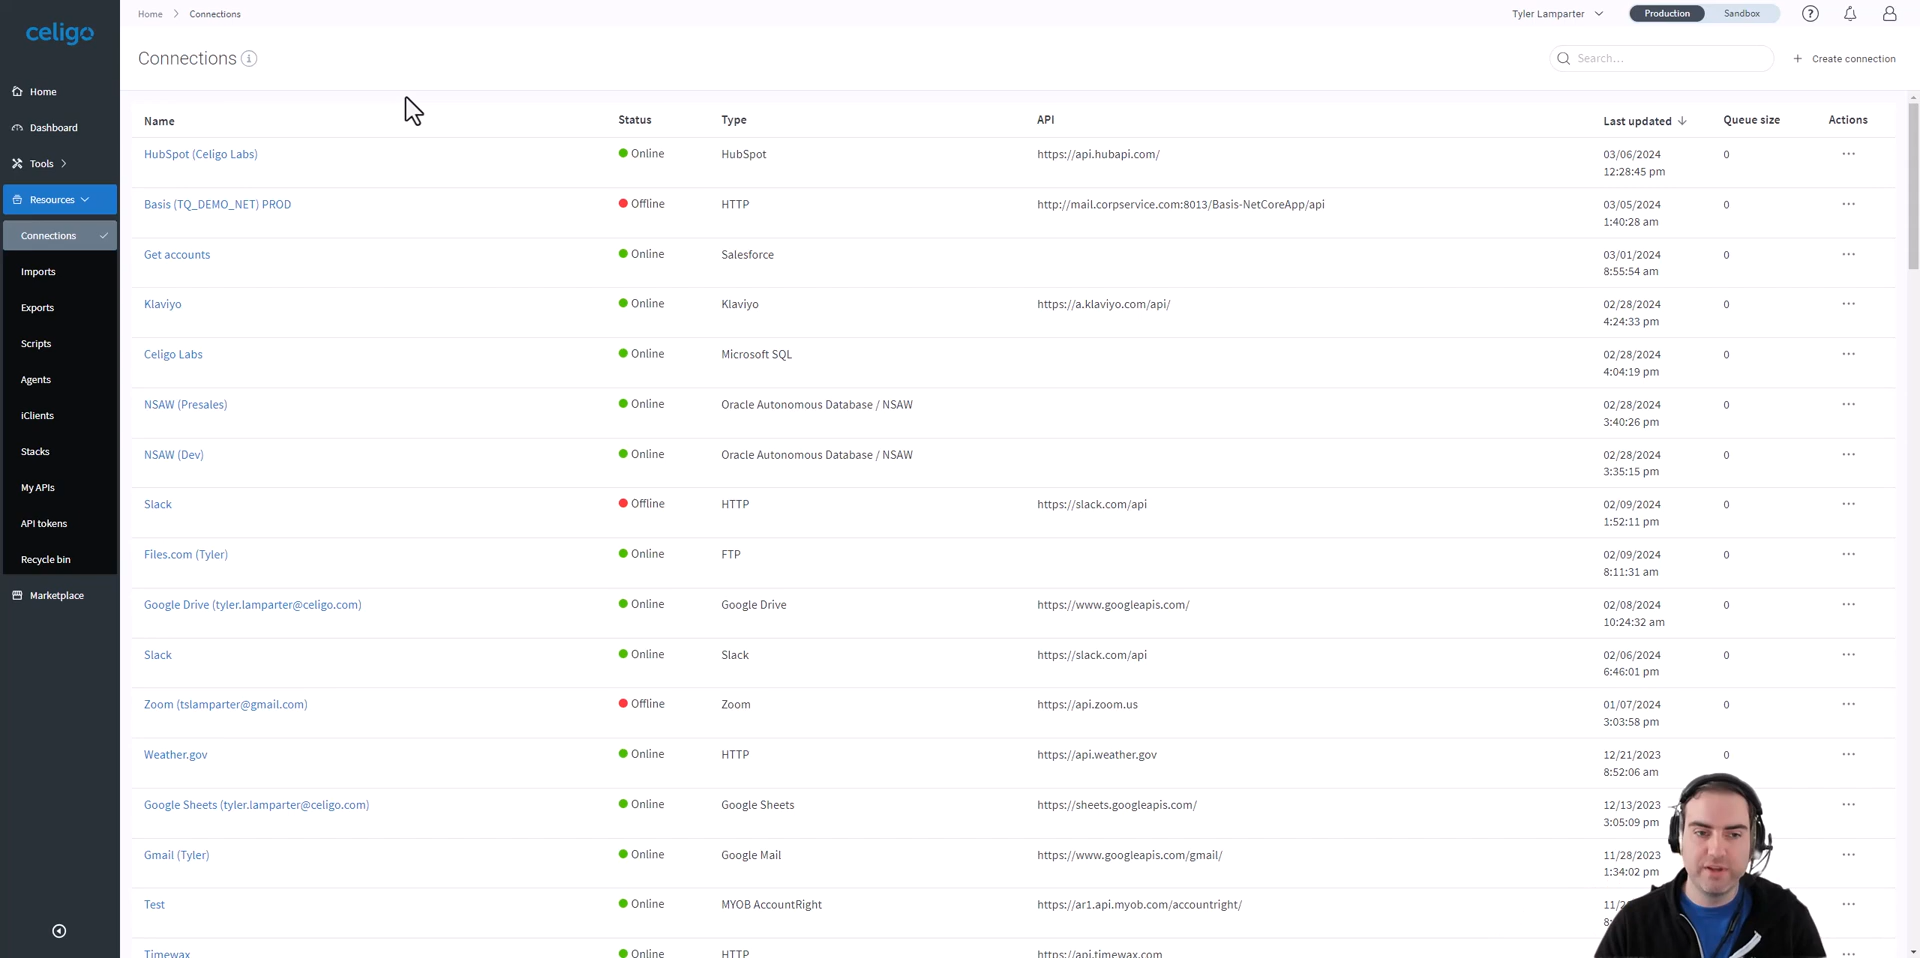 celigo
Home > Connections
Tyler Lamparter
Production
Sandbox
Connections
Search...
+ Create connection
Home
Dashboard
Tools
Resources
Connections
Imports
Exports
Scripts
Agents
iClients
Stacks
My APIs
API tokens
Recycle bin
Marketplace
Name Status Type API Last updated Queue size Actions
HubSpot (Celigo Labs) Online HubSpot https://api.hubapi.com/ 03/06/2024 0
12:28:45 pm
Basis (TQ_DEMO_NET) PROD Offline HTTP http://mail.corpservice.com:8013/Basis-NetCoreApp/api 03/05/2024 0
1:40:28 am
Get accounts Online Salesforce 03/01/2024 0
8:55:54 am
Klaviyo Online Klaviyo https://a.klaviyo.com/api/ 02/28/2024 0
4:24:33 pm
Celigo Labs Online Microsoft SQL 02/28/2024 0
4:04:19 pm
NSAW (Presales) Online Oracle Autonomous Database / NSAW 02/28/2024 0
3:40:26 pm
NSAW (Dev) Online Oracle Autonomous Database / NSAW 02/28/2024 0
3:35:15 pm
Slack Offline HTTP https://slack.com/api 02/09/2024 0
1:52:11 pm
Files.com (Tyler) Online FTP 02/09/2024 0
8:11:31 am
Google Drive (tyler.lamparter@celigo.com) Online Google Drive https://www.googleapis.com/ 02/08/2024 0
10:24:32 am
Slack Online Slack https://slack.com/api 02/06/2024 0
6:46:01 pm
Zoom (tslamparter@gmail.com) Offline Zoom https://api.zoom.us 01/07/2024 0
3:03:58 pm
Weather.gov Online HTTP https://api.weather.gov 12/21/2023 0
8:52:06 am
Google Sheets (tyler.lamparter@celigo.com) Online Google Sheets https://sheets.googleapis.com/ 12/13/2023
3:05:09 pm
Gmail (Tyler) Online Google Mail https://www.googleapis.com/gmail/ 11/28/2023
1:34:02 pm
Test Online MYOB AccountRight https://ar1.api.myob.com/accountright/
Timewax Online HTTP https://api.timewax.com